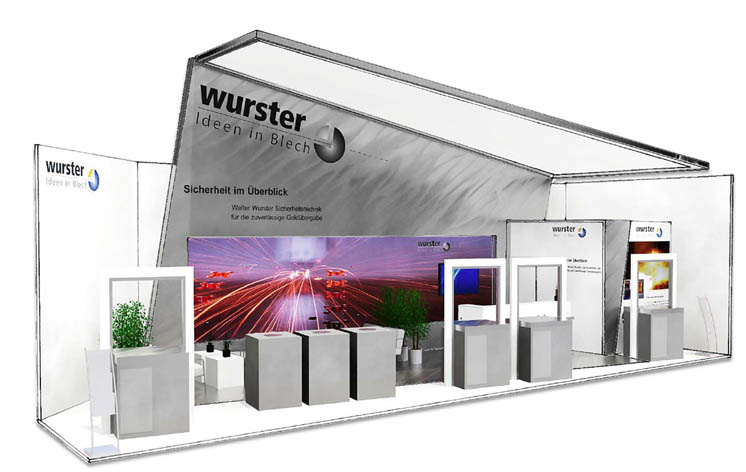 wurster
Ideen in Blech
wurster
Ideen in Blech
Sicherheit im Überblick
Walter Wurster Sicherheitstechnik
für die zuverlässige Geldübergabe
wurster
wurster
wurster